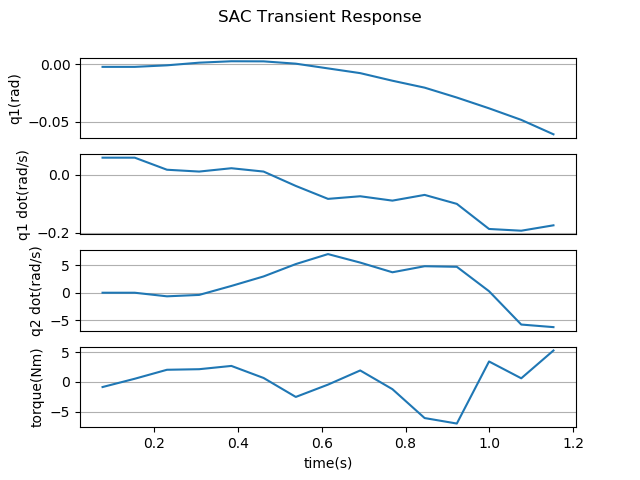 SAC Transient Response
q1(rad)
0.00
−0.05
q1 dot(rad/s)
0.0
−0.2
q2 dot(rad/s)
5
0
−5
torque(Nm)
5
0
−5
0.2 0.4 0.6 0.8 1.0 1.2
time(s)